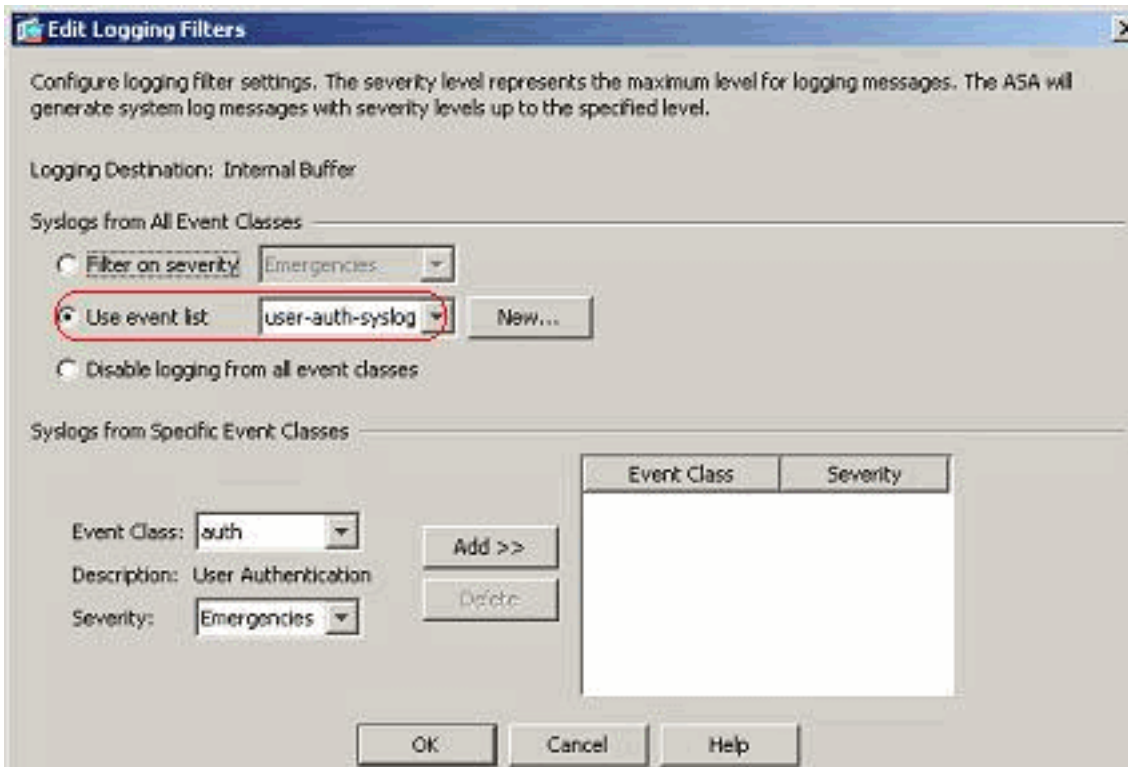 Edit Logging Filters
Configure logging filter settings. The severity level represents the maximum level for logging messages. The ASA will
generate system log messages with severity levels up to the specified level.
Logging Destination: Internal Buffer
Syslogs from All Event Classes
Filter on severity Emergencies
Use event list user-auth-syslog New...
Disable logging from all event classes
Syslogs from Specific Event Classes
Event Class Severity
Event Class: auth
Add >>
Description: User Authentication
Delete
Severity: Emergencies
OK Cancel Help